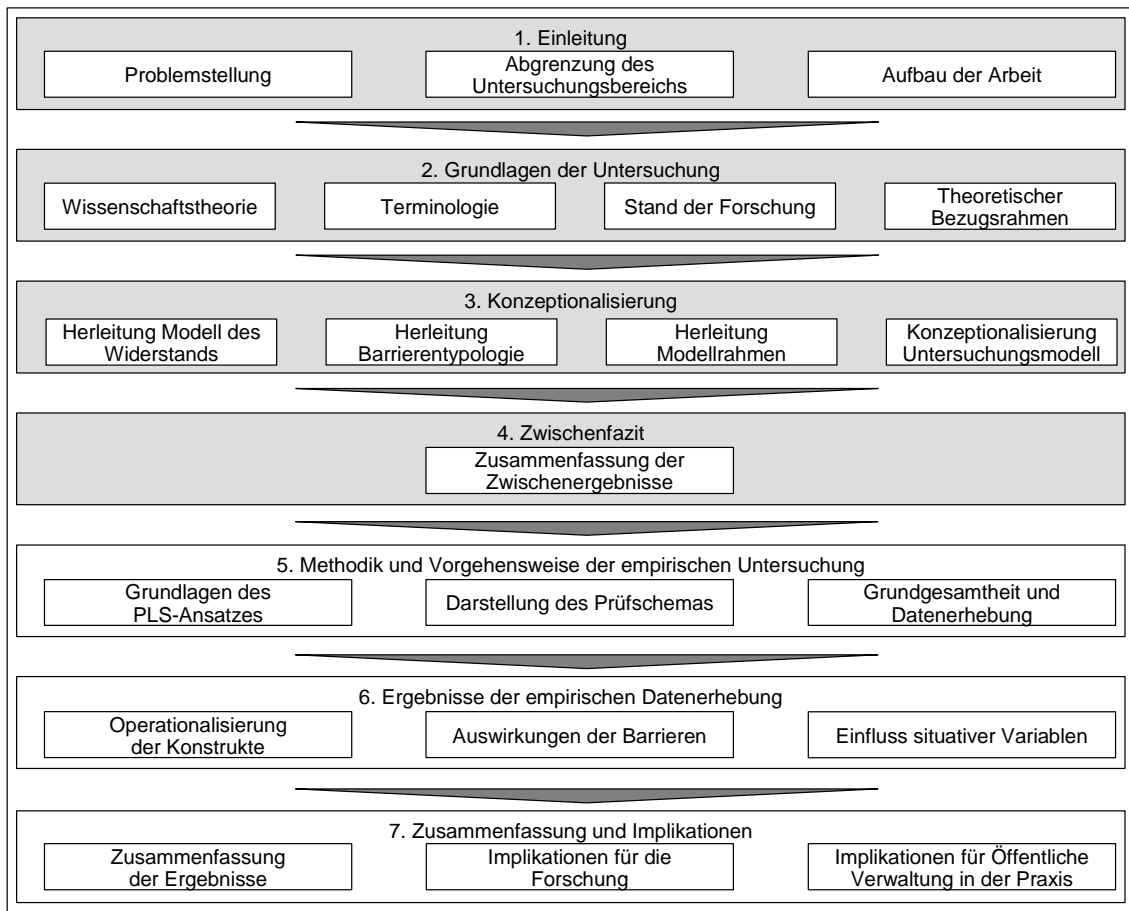 1. Einleitung
Problemstellung
Abgrenzung des
Untersuchungsbereichs
Aufbau der Arbeit
2. Grundlagen der Untersuchung
Wissenschaftstheorie
Terminologie
Stand der Forschung
Theoretischer
Bezugsrahmen
3. Konzeptionalisierung
Herleitung Modell des
Widerstands
Herleitung
Barrierentypologie
Herleitung
Modellrahmen
Konzeptionalisierung
Untersuchungsmodell
4. Zwischenfazit
Zusammenfassung der
Zwischenergebnisse
5. Methodik und Vorgehensweise der empirischen Untersuchung
Grundlagen des
PLS-Ansatzes
Darstellung des Prüfschemas
Grundgesamtheit und
Datenerhebung
6. Ergebnisse der empirischen Datenerhebung
Operationalisierung
der Konstrukte
Auswirkungen der Barrieren
Einfluss situativer Variablen
7. Zusammenfassung und Implikationen
Zusammenfassung
der Ergebnisse
Implikationen für die
Forschung
Implikationen für Öffentliche
Verwaltung in der Praxis